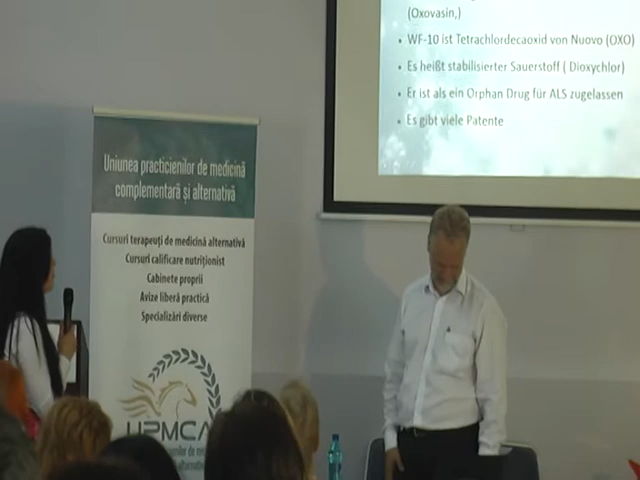 (Oxovasin,)
• WF-10 ist Tetrachlordecaoxid von Nuovo (OXO)
• Es heißt stabilisierter Sauerstoff ( Dioxychlor)
• Er ist als ein Orphan Drug für ALS zugelassen
• Es gibt viele Patente
Uniunea practicienilor de medicină
complementară și alternativă
Cursuri terapeuți de medicină alternativă
Cursuri calificare nutriționist
Cabinete proprii
Avize liberă practică
Specializări diverse
UPMCA